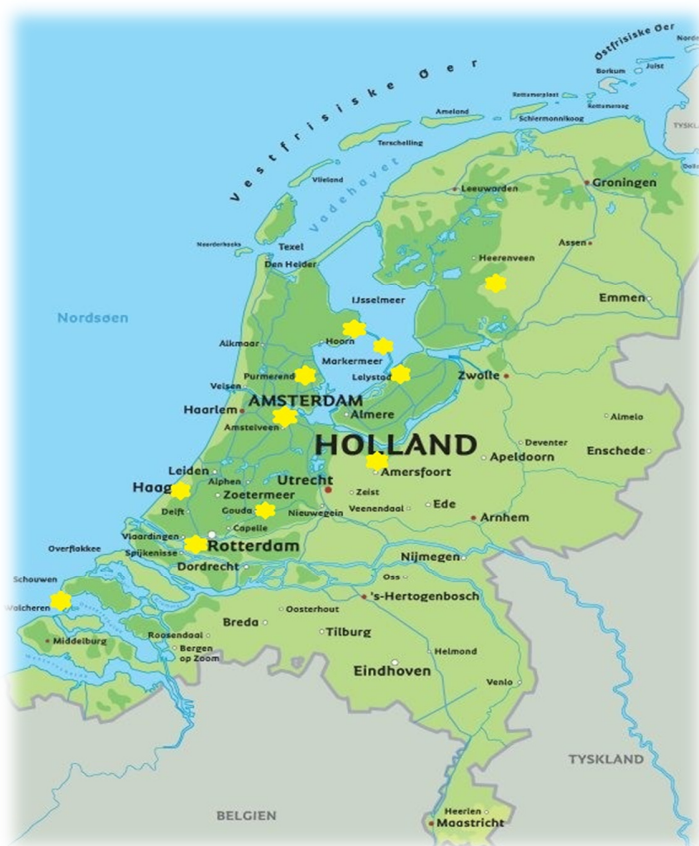 Østfrisiske Øer
Juist
Borkum
Rottumerplaat
Rottumeroog
Schiermonnikoog
Ameland
Vestfrisiske Øer
Terschelling
Vlieland
Vadehavet
Leeuwarden
Groningen
Noorderhaaks
Texel
Den Helder
Assen
Heerenveen
IJsselmeer
Emmen
Nordsøen
Alkmaar
Hoorn
Markermeer
Purmerend
Lelystad
Zwolle
Velsen
AMSTERDAM
Haarlem
Almere
Almelo
Amstelveen
HOLLAND
Deventer
Enschede
Apeldoorn
Leiden
Amersfoort
Alphen
Utrecht
Haag
Zoetermeer
Zeist
Ede
Delft
Gouda
Nieuwegein
Veenendaal
Arnhem
Capelle
Vlaardingen
Rotterdam
Overflakkee
Spijkenisse
Nijmegen
Dordrecht
Schouwen
Oss
Walcheren
's-Hertogenbosch
Oosterhout
Breda
Roosendaal
Tilburg
Middelburg
Bergen
op Zoom
Helmond
Eindhoven
Venlo
TYSKLAND
BELGIEN
Heerlen
Maastricht